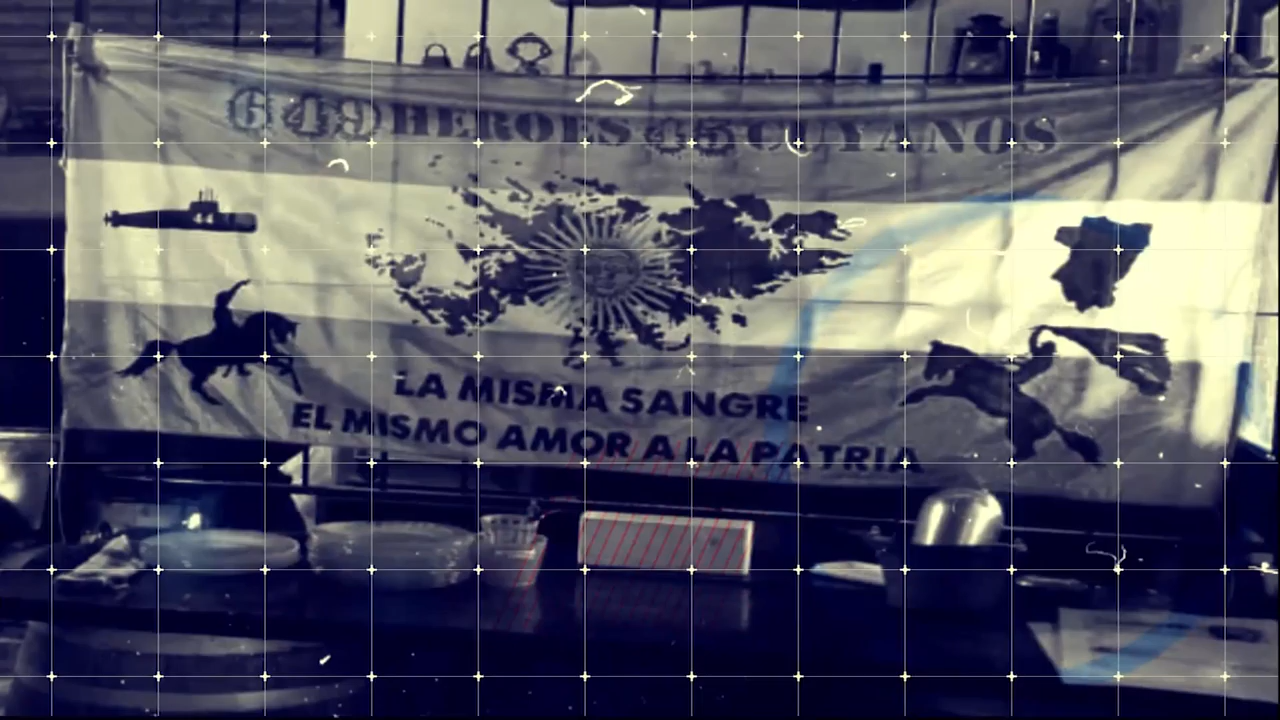 649 HEROES 45 CUYANOS
44
LA MISMA SANGRE
EL MISMO AMOR A LA PATRIA